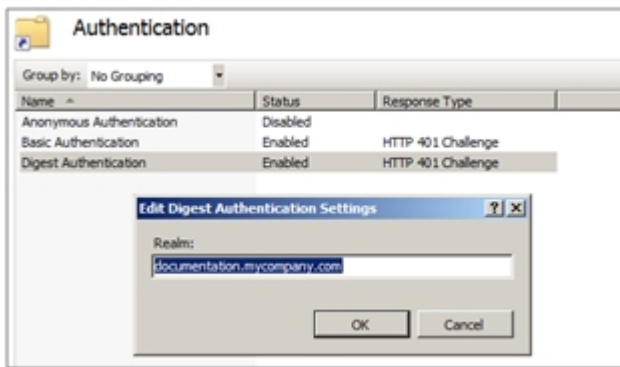 Authentication
Group by: No Grouping
Name Status Response Type
Anonymous Authentication Disabled
Basic Authentication Enabled HTTP 401 Challenge
Digest Authentication Enabled HTTP 401 Challenge
Edit Digest Authentication Settings
Realm:
documentation.mycompany.com
OK Cancel